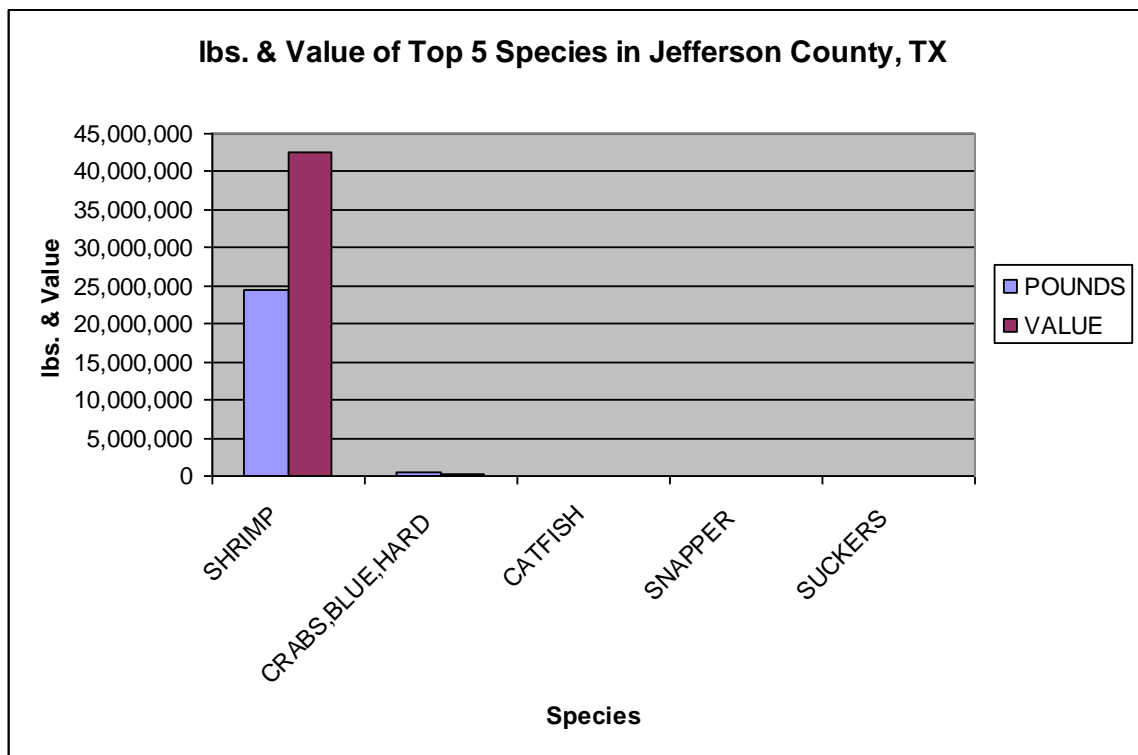 lbs. & Value of Top 5 Species in Jefferson County, TX
45,000,000
40,000,000
35,000,000
30,000,000
25,000,000
20,000,000
15,000,000
10,000,000
5,000,000
0
lbs. & Value
SHRIMP
CRABS,BLUE,HARD
CATFISH
SNAPPER
SUCKERS
Species
POUNDS
VALUE